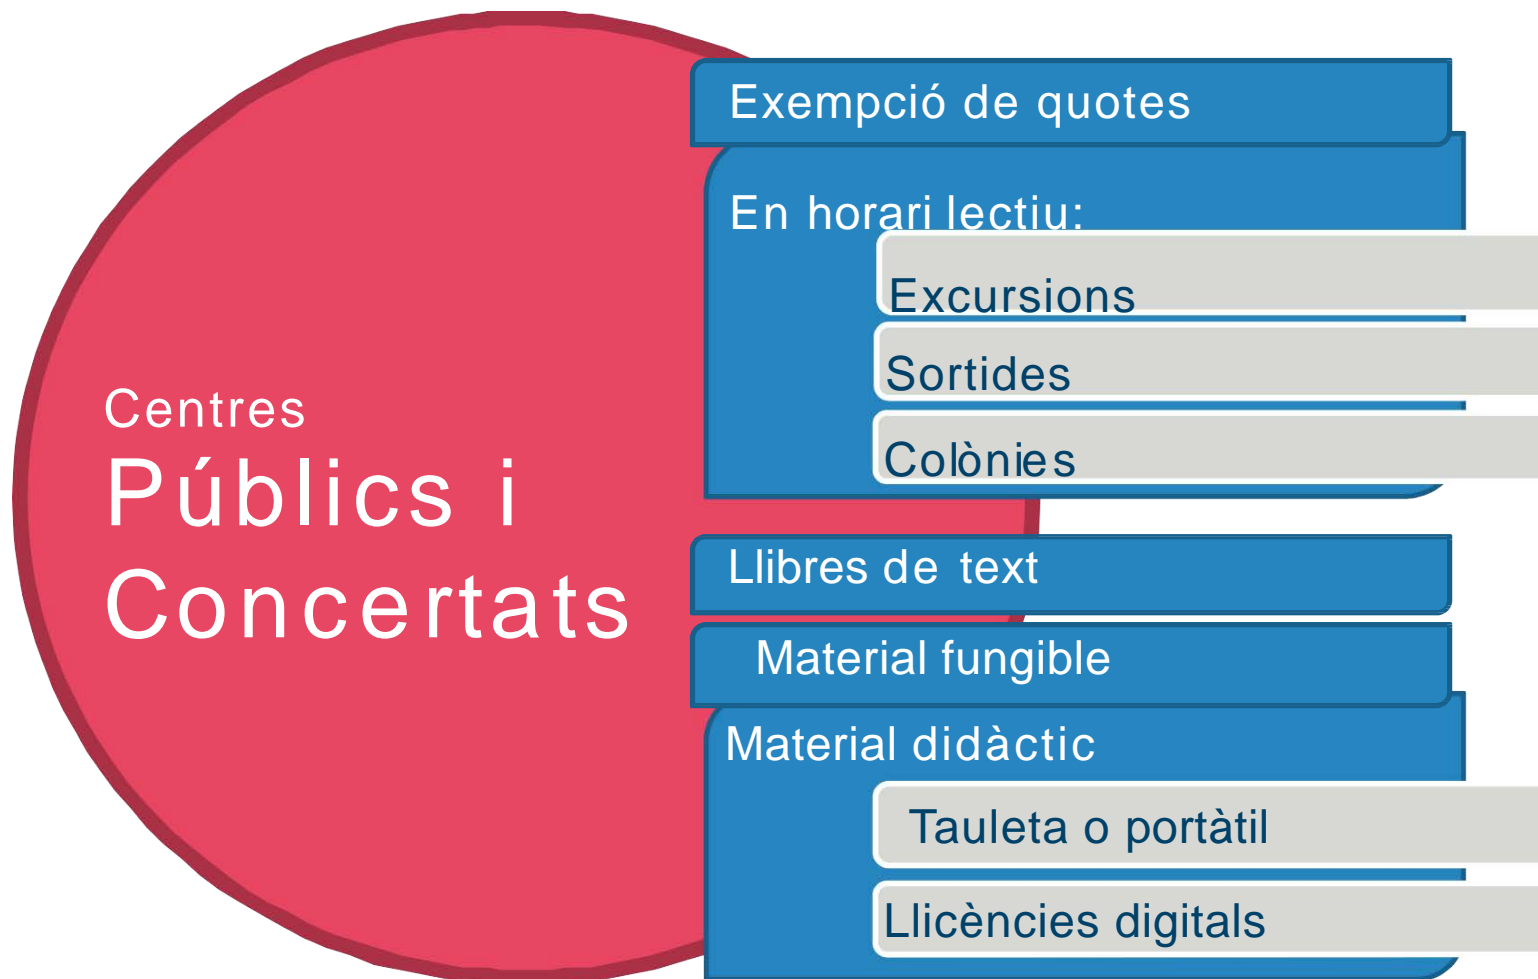 Centres
Públics i
Concertats
Exempció de quotes
En horari lectiu:
Excursions
Sortides
Colònies
Llibres de text
Material fungible
Material didàctic
Tauleta o portàtil
Llicències digitals